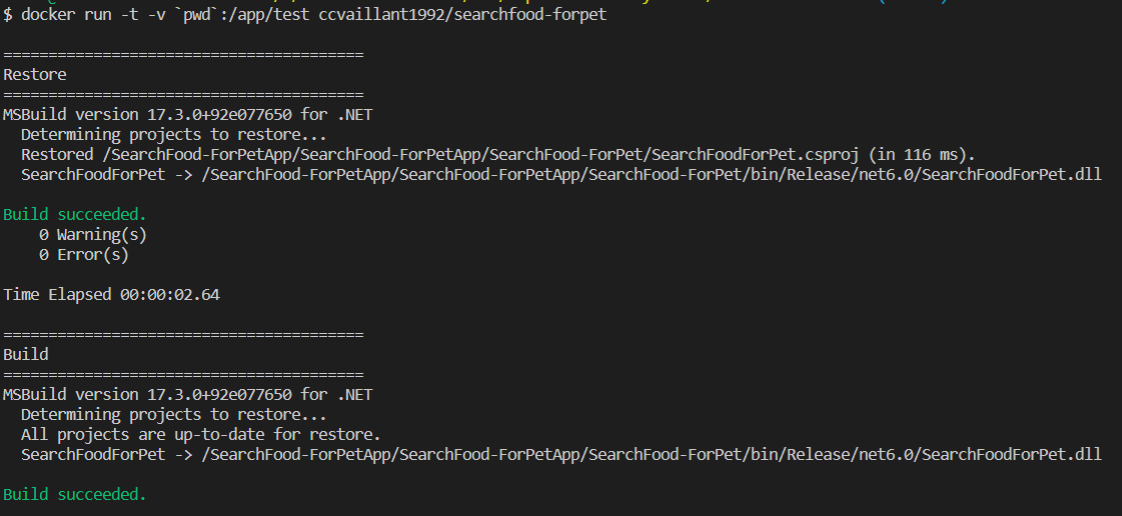 $ docker run -t -v `pwd`:/app/test ccvaillant1992/searchfood-forpet
========================================
Restore
========================================
MSBuild version 17.3.0+92e077650 for .NET
Determining projects to restore...
Restored /SearchFood-ForPetApp/SearchFood-ForPetApp/SearchFood-ForPet/SearchFoodForPet.csproj (in 116 ms).
SearchFoodForPet -> /SearchFood-ForPetApp/SearchFood-ForPetApp/SearchFood-ForPet/bin/Release/net6.0/SearchFoodForPet.dll
Build succeeded.
0 Warning(s)
0 Error(s)
Time Elapsed 00:00:02.64
========================================
Build
========================================
MSBuild version 17.3.0+92e077650 for .NET
Determining projects to restore...
All projects are up-to-date for restore.
SearchFoodForPet -> /SearchFood-ForPetApp/SearchFood-ForPetApp/SearchFood-ForPet/bin/Release/net6.0/SearchFoodForPet.dll
Build succeeded.